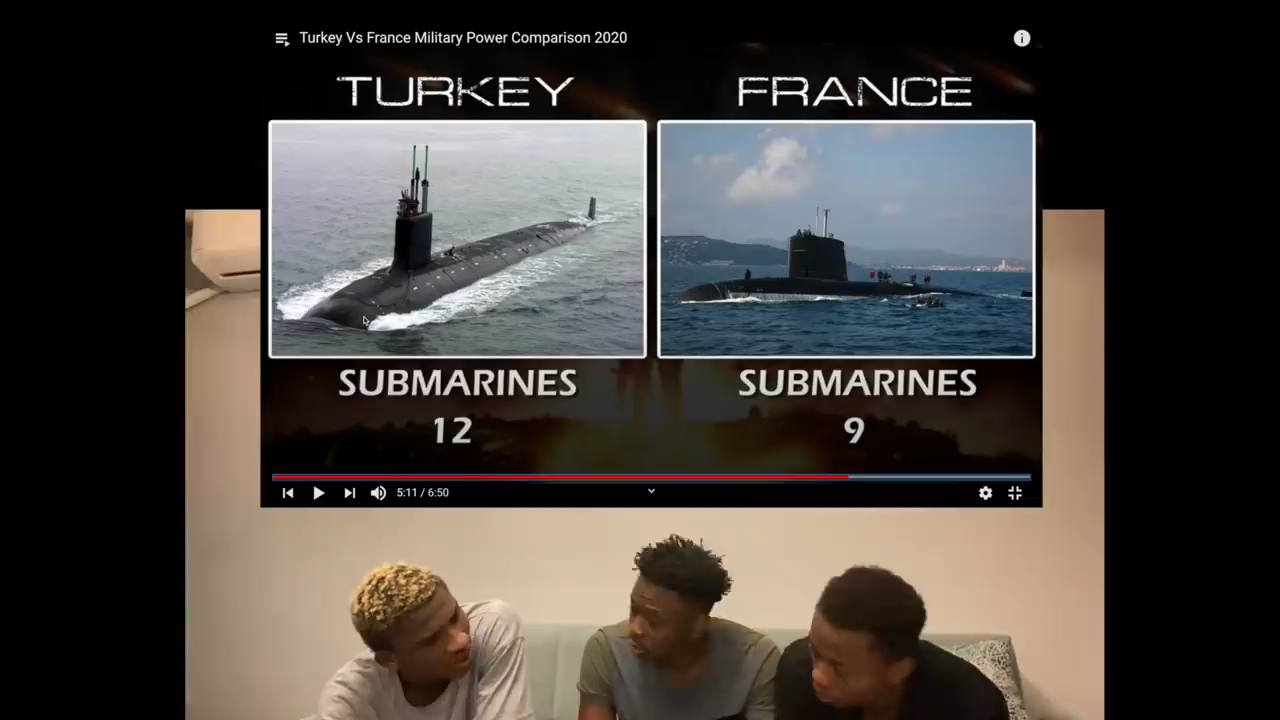 Turkey Vs France Military Power Comparison 2020
TURKEY
FRANCE
SUBMARINES
SUBMARINES
12
9
5:11 / 6:50